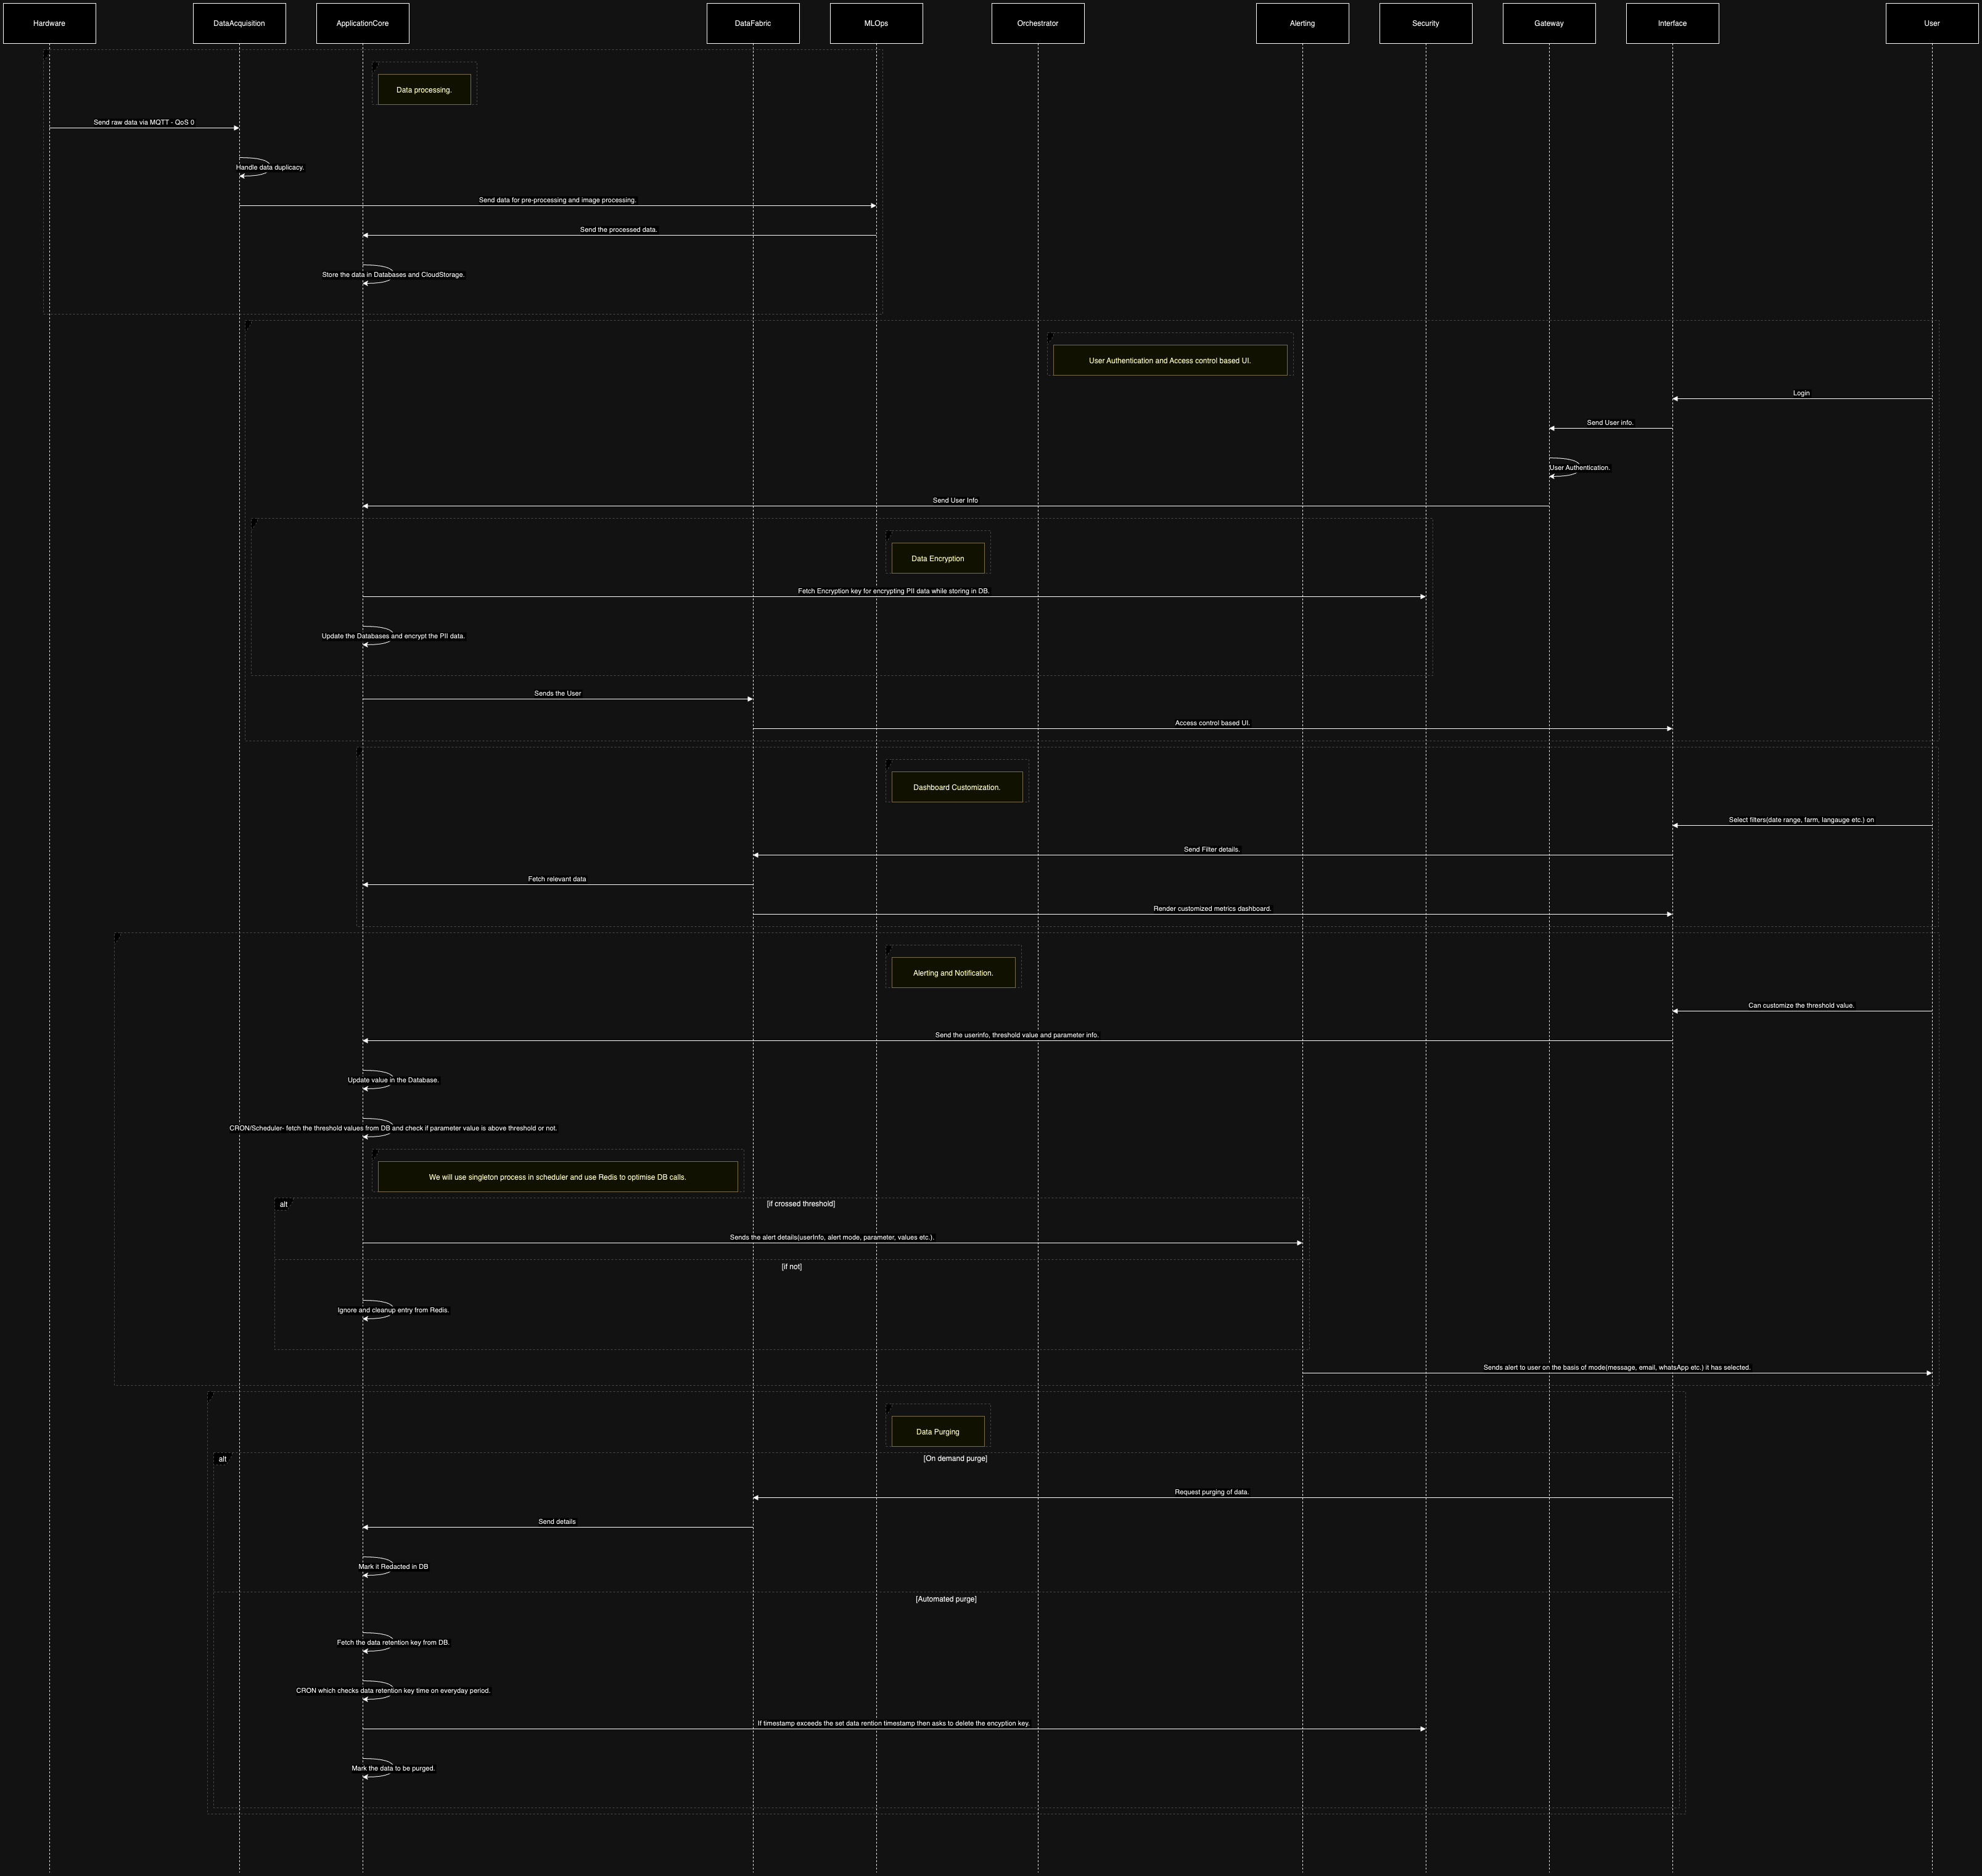 Hardware
DataAcquisition
ApplicationCore
DataFabric
MLOps
Orchestrator
Alerting
Security
Gateway
Interface
User
Data processing.
Send raw data via MQTT - QoS 0
Handle data duplicacy.
Send data for pre-processing and image processing.
Send the processed data.
Store the data in Databases and CloudStorage.
User Authentication and Access control based UI.
Login
Send User info.
User Authentication.
Send User Info
Data Encryption
Fetch Encryption key for encrypting PII data while storing in DB.
Update the Databases and encrypt the PII data.
Sends the User
Access control based UI.
Dashboard Customization.
Select filters(date range, farm, langauge etc.) on
Send Filter details.
Fetch relevant data
Render customized metrics dashboard.
Alerting and Notification.
Can customize the threshold value.
Send the userInfo, threshold value and parameter info.
Update value in the Database.
CRON/Scheduler- fetch the threshold values from DB and check if parameter value is above threshold or not.
We will use singleton process in scheduler and use Redis to optimise DB calls.
alt
[if crossed threshold]
Sends the alert details(userInfo, alert mode, parameter, values etc.).
[if not]
Ignore and cleanup entry from Redis.
Sends alert to user on the basis of mode(message, email, whatsApp etc.) it has selected.
Data Purging
alt
[On demand purge]
Request purging of data.
Send details
Mark it Redacted in DB
[Automated purge]
Fetch the data retention key from DB.
CRON which checks data retention key time on everyday period.
If timestamp exceeds the set data rention timestamp then asks to delete the encyption key.
Mark the data to be purged.